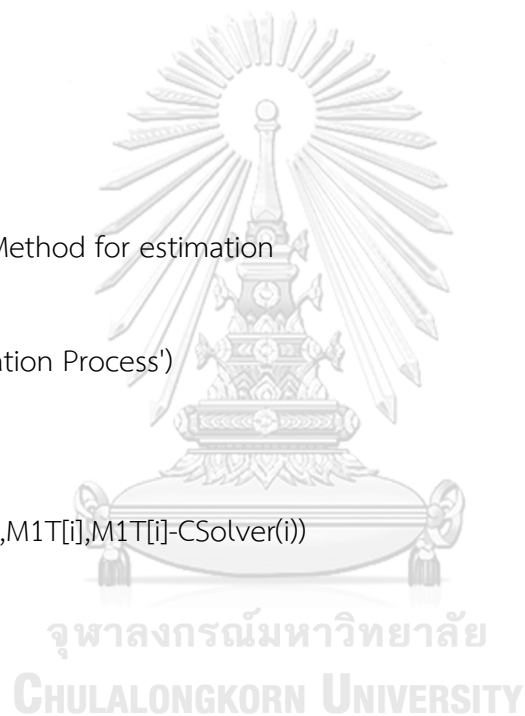 Method for estimation
ation Process')
,M1T[i],M1T[i]-CSolver(i))
จุฬาลงกรณ์มหาวิทยาลัย
CHULALONGKORN UNIVERSITY